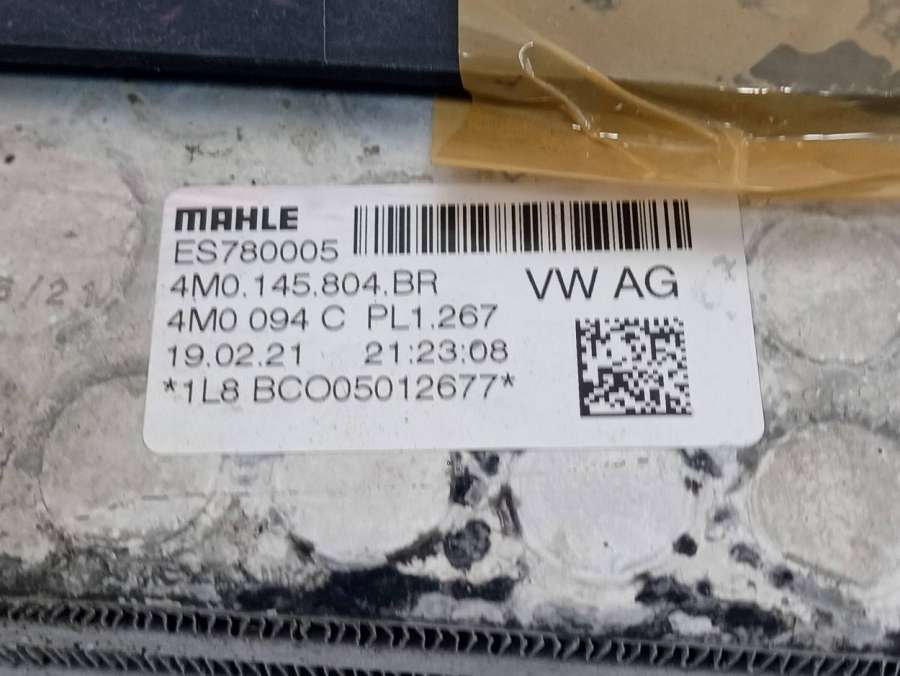 MAHLE
ES780005
4M0.145.804.BR VW AG
4M0 094 C PL1.267
19.02.21 21:23:08
*1L8 BCO05012677*